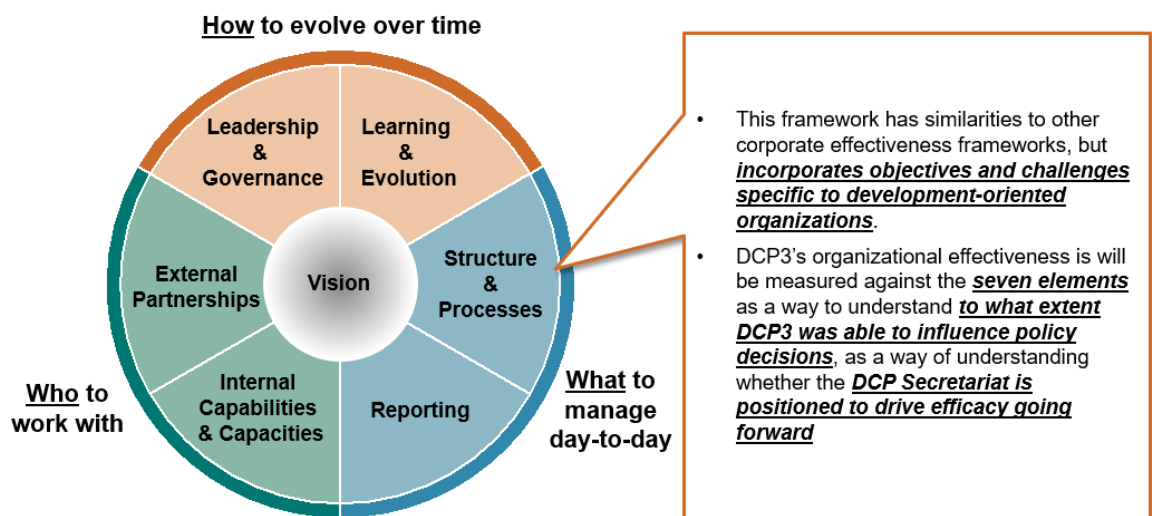 How to evolve over time
Leadership
&
Governance
Learning
&
Evolution
External
Partnerships
Vision
Structure
&
Processes
Internal
Capabilities
& Capacities
Reporting
Who to
work with
What to
manage
day-to-day
• This framework has similarities to other
corporate effectiveness frameworks, but
incorporates objectives and challenges
specific to development-oriented
organizations.
• DCP3’s organizational effectiveness is will
be measured against the seven elements
as a way to understand to what extent
DCP3 was able to influence policy
decisions, as a way of understanding
whether the DCP Secretariat is
positioned to drive efficacy going
forward